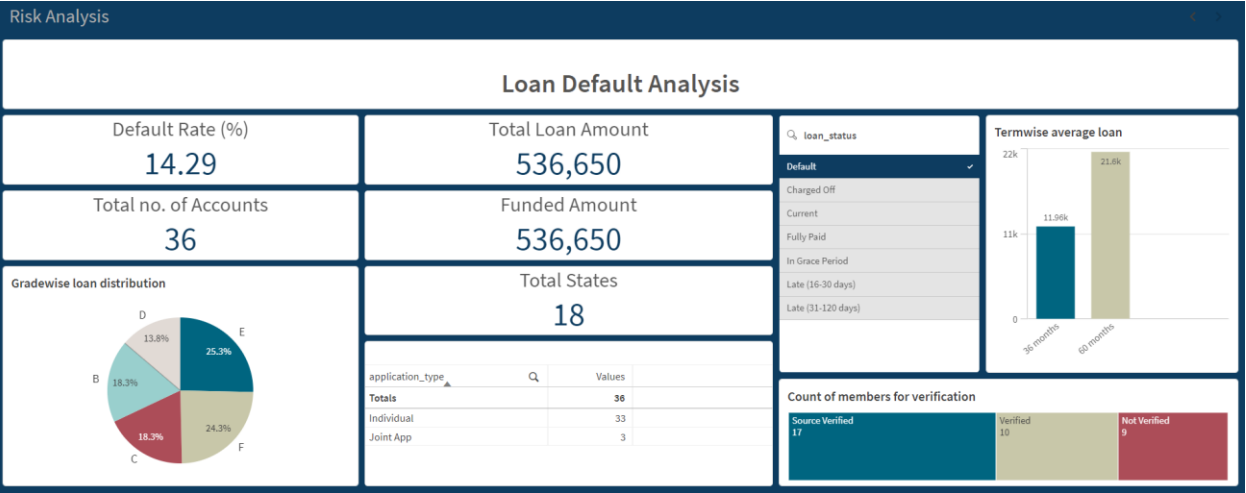 Risk Analysis
Loan Default Analysis
Default Rate (%)
14.29
Total Loan Amount
536,650
Total no. of Accounts
36
Funded Amount
536,650
Total States
18
Gradewise loan distribution
D
13.8%
E
25.3%
B
18.3%
18.3%
C
24.3%
F
application_type
Values
Totals
36
Individual
33
Joint App
3
loan_status
Default
Charged Off
Current
Fully Paid
In Grace Period
Late (16-30 days)
Late (31-120 days)
Termwise average loan
22k
21.6k
11.96k
11k
0
36 months
60 months
Count of members for verification
Source Verified
17
Verified
10
Not Verified
9